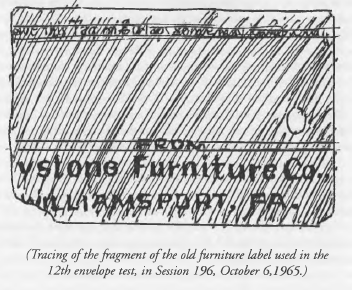 FROM
ystone Furniture Co.,
WILLIAMSPORT, PA.
(Tracing of the fragment of the old furniture label used in the
12th envelope test, in Session 196, October 6,1965.)